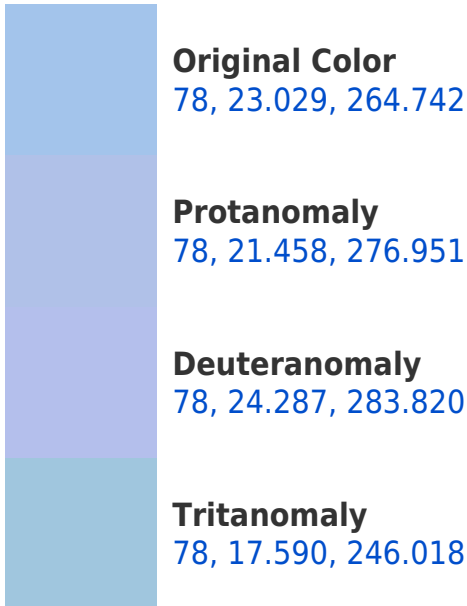 Original Color
78, 23.029, 264.742
Protanomaly
78, 21.458, 276.951
Deuteranomaly
78, 24.287, 283.820
Tritanomaly
78, 17.590, 246.018